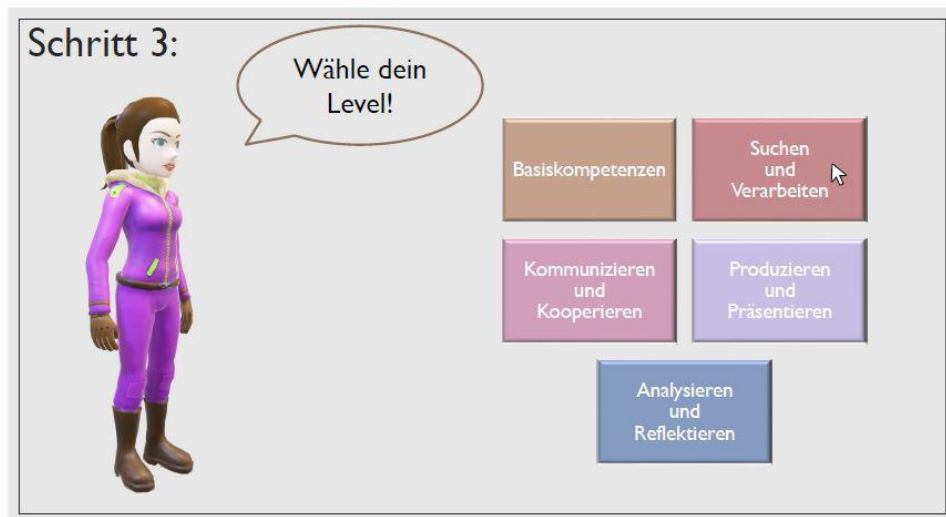 Schritt 3:
Wähle dein
Level!
Basiskompetenzen
Suchen
und
Verarbeiten
Kommunizieren
und
Kooperieren
Produzieren
und
Präsentieren
Analysieren
und
Reflektieren